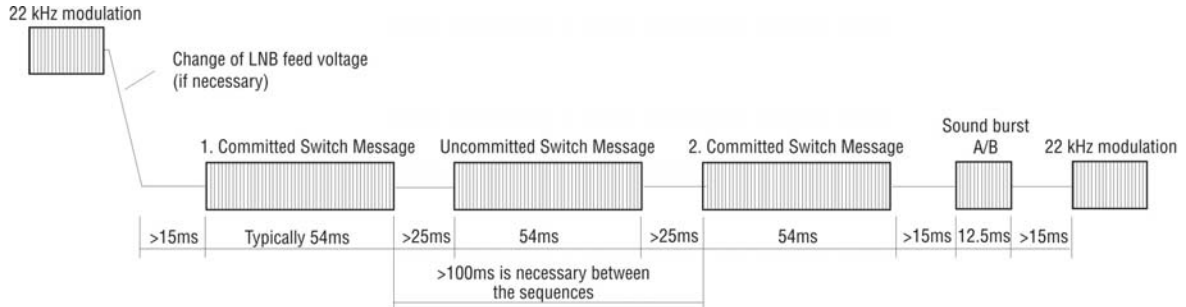 22 kHz modulation
Change of LNB feed voltage
(if necessary)
1. Committed Switch Message
Uncommitted Switch Message
2. Committed Switch Message
Sound burst
A/B
22 kHz modulation
>15ms
Typically 54ms
>25ms
54ms
>25ms
54ms
>15ms
12.5ms
>15ms
>100ms is necessary between
the sequences